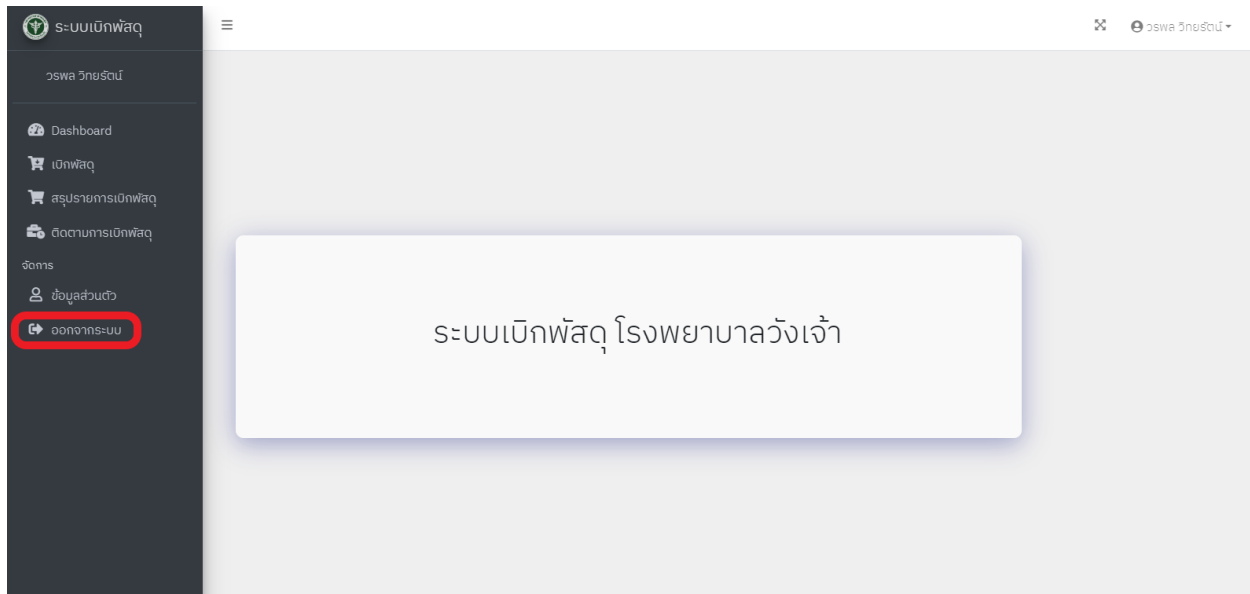 ระบบเบิกพัสดุ
วรพล วิทยรัตน์
วรพล วิทยรัตน์
Dashboard
เบิกพัสดุ
สรุปรายการเบิกพัสดุ
ติดตามการเบิกพัสดุ
จัดการ
ข้อมูลส่วนตัว
ออกจากระบบ
ระบบเบิกพัสดุ โรงพยาบาลวังเจ้า